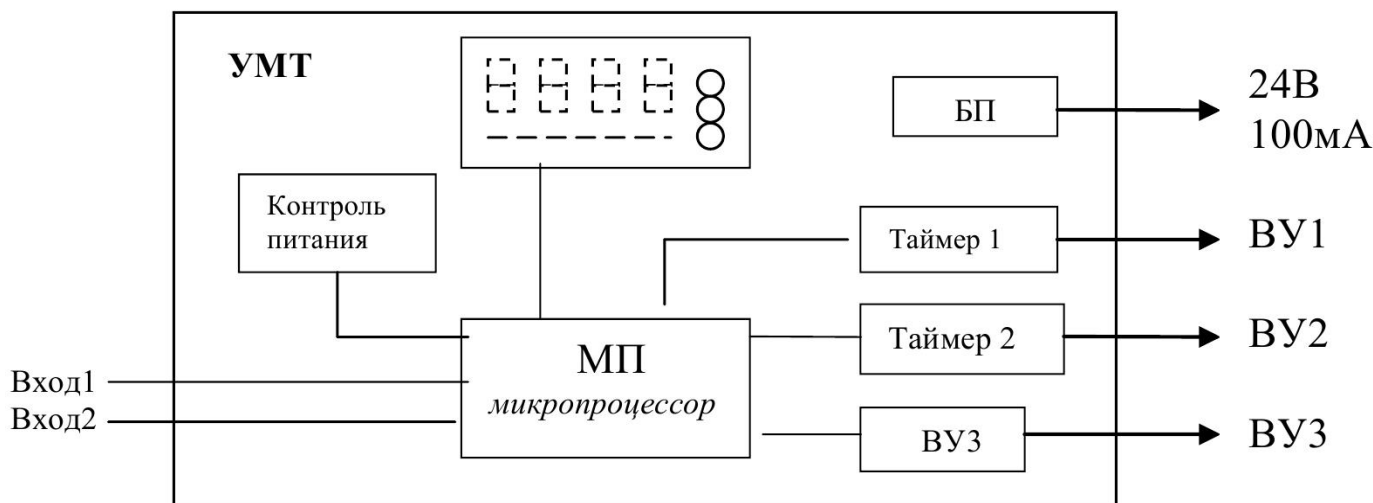 УМТ
БП
24В
100мА
Контроль
питания
Таймер 1
ВУ1
МП
микропроцессор
Таймер 2
ВУ2
Вход1
Вход2
ВУ3
ВУ3